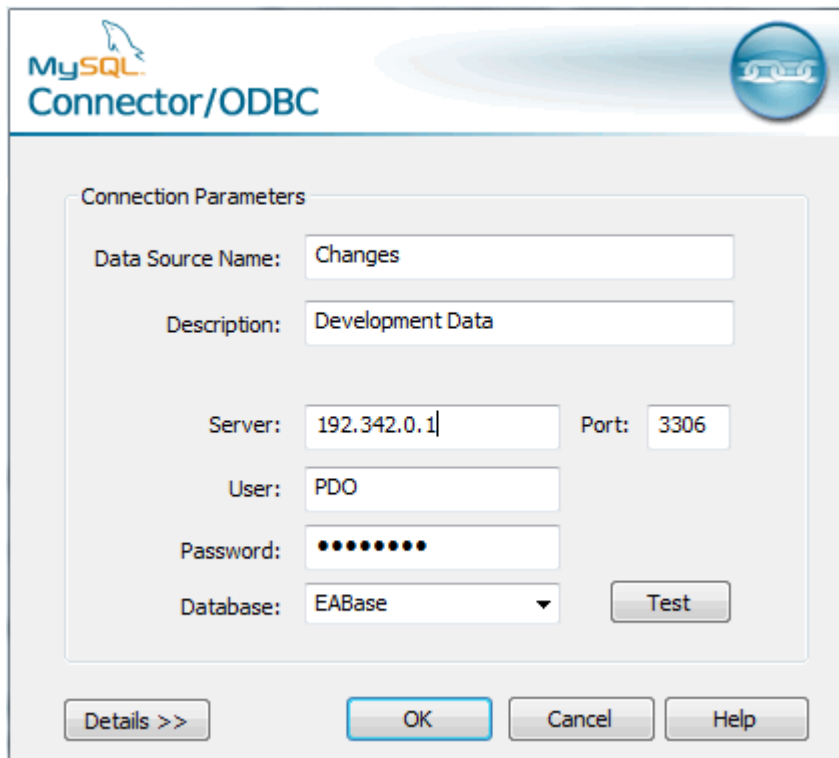 MySQL
Connector/ODBC
Connection Parameters
Data Source Name: Changes
Description: Development Data
Server: 192.342.0.1 Port: 3306
User: PDO
Password: ••••••••
Database: EABase Test
Details >> OK Cancel Help